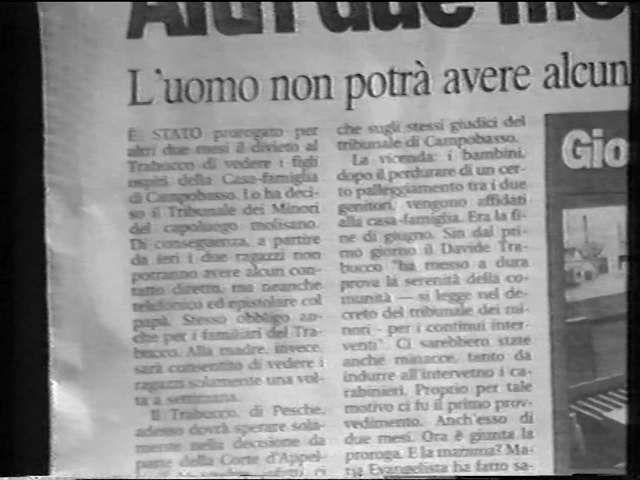 Altri due me
L'uomo non potrà avere alcun
È STATO prorogato per
altri due mesi il divieto al
Trabucco di vedere i figli
ospiti della Casa-famiglia
di Campobasso. Lo ha deci-
so il Tribunale dei Minori
del capoluogo molisano.
Di conseguenza, a partire
da ieri i due ragazzi non
potranno avere alcun con-
tatto diretto, ma neanche
telefonico ed epistolare col
papà. Stesso obbligo an-
che per i familiari del Tra-
bucco. Alla madre, invece,
sarà consentito di vedere i
ragazzi solamente una vol-
ta a settimana.
Il Trabucco, di Pesche,
adesso dovrà sperare sola-
mente nella decisione da
parte della Corte d'Appel-
che sugli stessi giudici del
tribunale di Campobasso.
La vicenda: i bambini,
dopo il perdurare di un cer-
to palleggiamento tra i due
genitori, vengono affidati
alla casa-famiglia. Era la fi-
ne di giugno. Sin dal pri-
mo giorno il Davide Tra-
bucco "ha messo a dura
prova la serenità della co-
munità — si legge nel de-
creto del tribunale dei mi-
nori - per i continui inter-
venti". Ci sarebbero state
anche minacce, tanto da
indurre all'intervetno i ca-
rabinieri. Proprio per tale
motivo ci fu il primo prov-
vedimento. Anch'esso di
due mesi. Ora è giunta la
proroga. E la mamma? Ma-
ria Evangelista ha fatto sa-
Gio